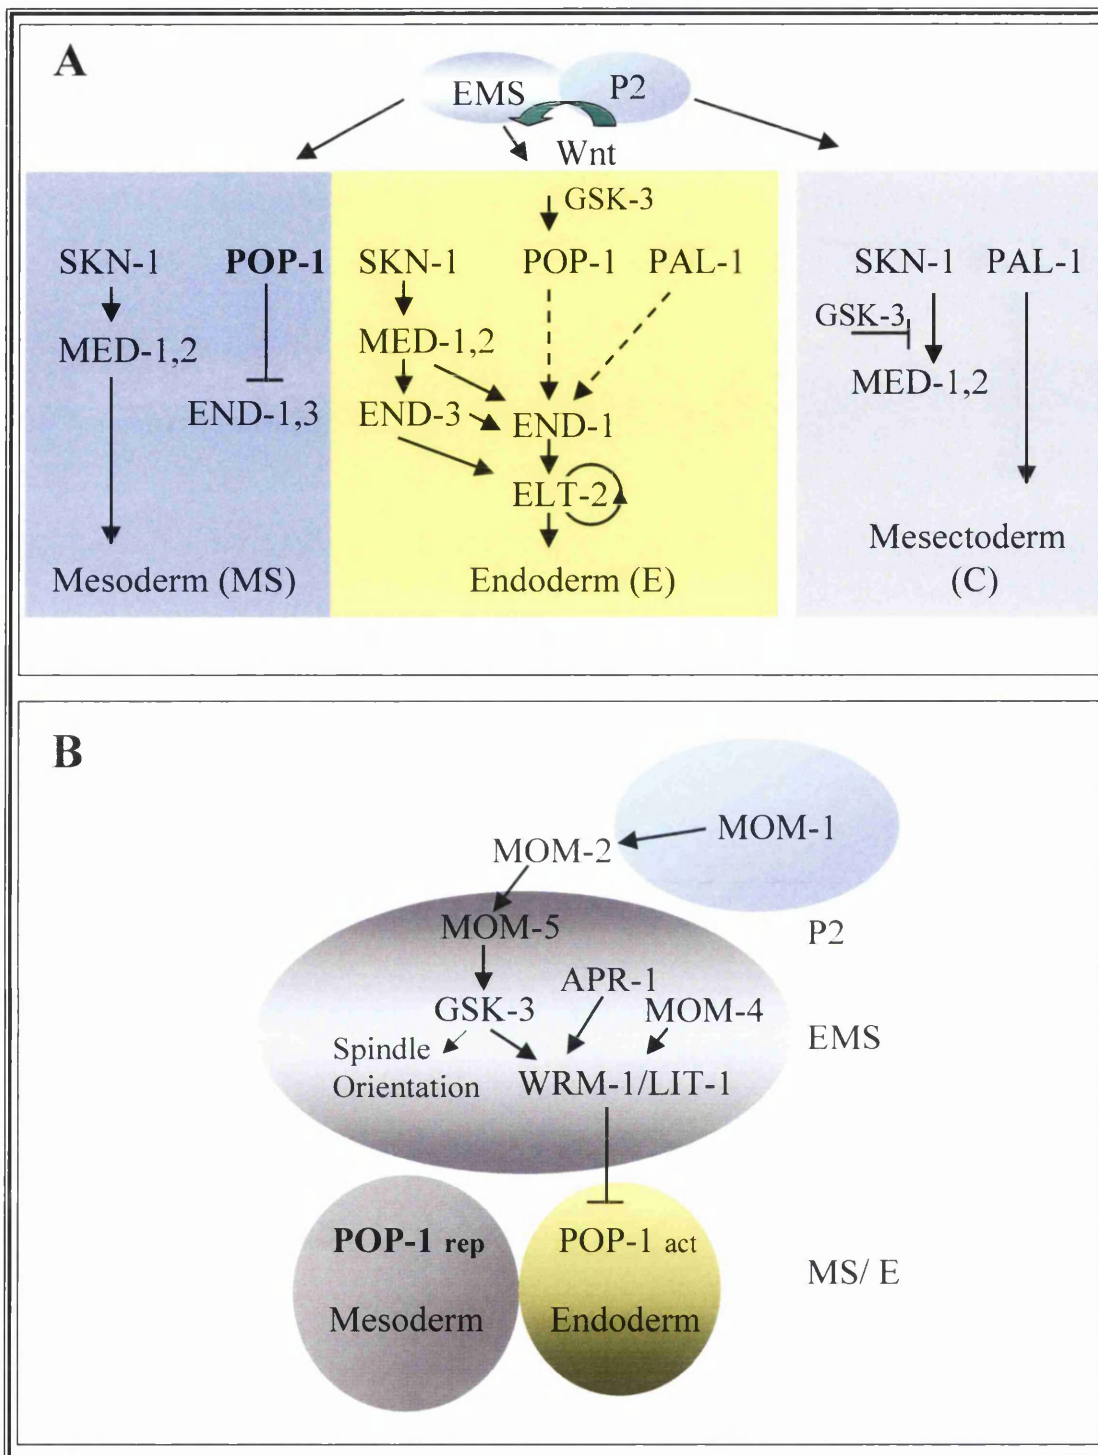 A
EMS P2
Wnt
GSK-3
SKN-1 POP-1 SKN-1 POP-1 PAL-1 SKN-1 PAL-1
GSK-3
MED-1,2 MED-1,2 MED-1,2
END-1,3 END-3 END-1
ELT-2
Mesoderm (MS) Endoderm (E) Mesectoderm
(C)
B
MOM-1
MOM-2
MOM-5
P2
APR-1
GSK-3 MOM-4
EMS
Spindle
Orientation WRM-1/LIT-1
POP-1 rep POP-1 act
MS/ E
Mesoderm Endoderm